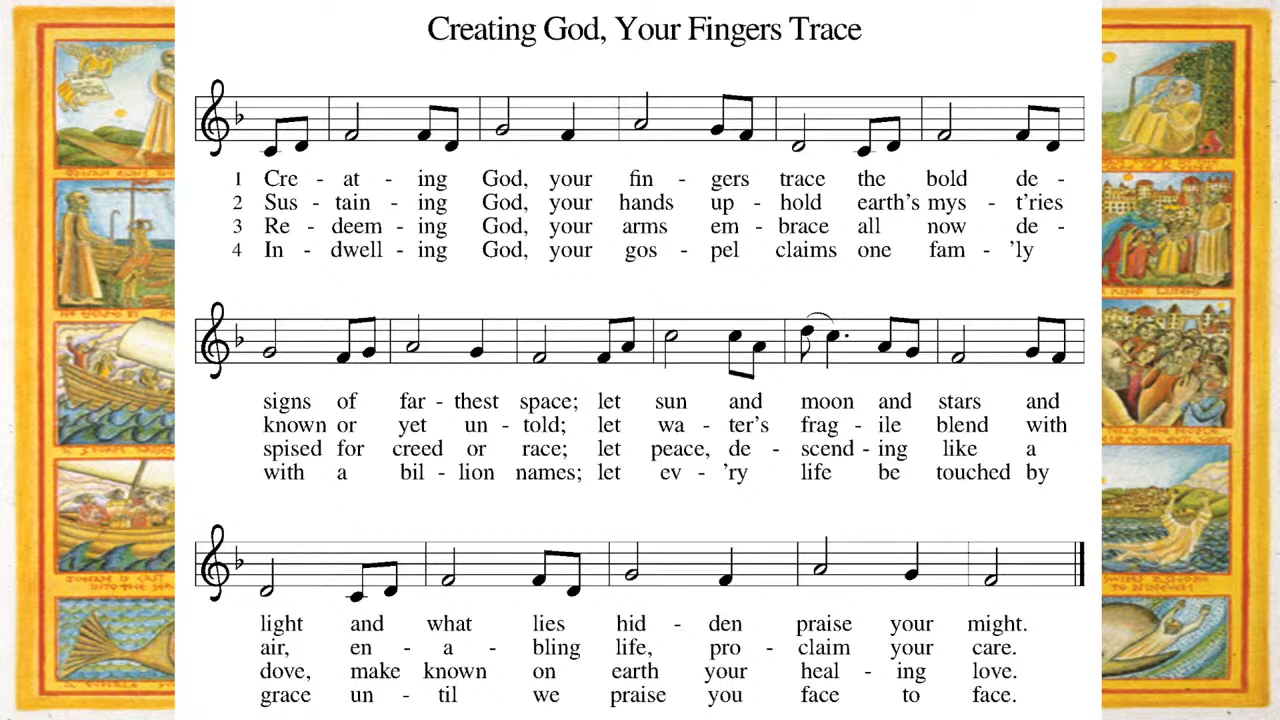 Creating God, Your Fingers Trace
1 Cre - at - ing God, your fin - gers trace the bold de -
2 Sus - tain - ing God, your hands up - hold earth's mys - t'ries
3 Re - deem - ing God, your arms em - brace all now de -
4 In - dwell - ing God, your gos - pel claims one fam - 'ly
signs of far - thest space; let sun and moon and stars and
known or yet un - told; let wa - ter's frag - ile blend with
spised for creed or race; let peace, de - scend - ing like a
with a bil - lion names; let ev - 'ry life be touched by
light and what lies hid - den praise your might.
air, en - a - bling life, pro - claim your care.
dove, make known on earth your heal - ing love.
grace un - til we praise you face to face.